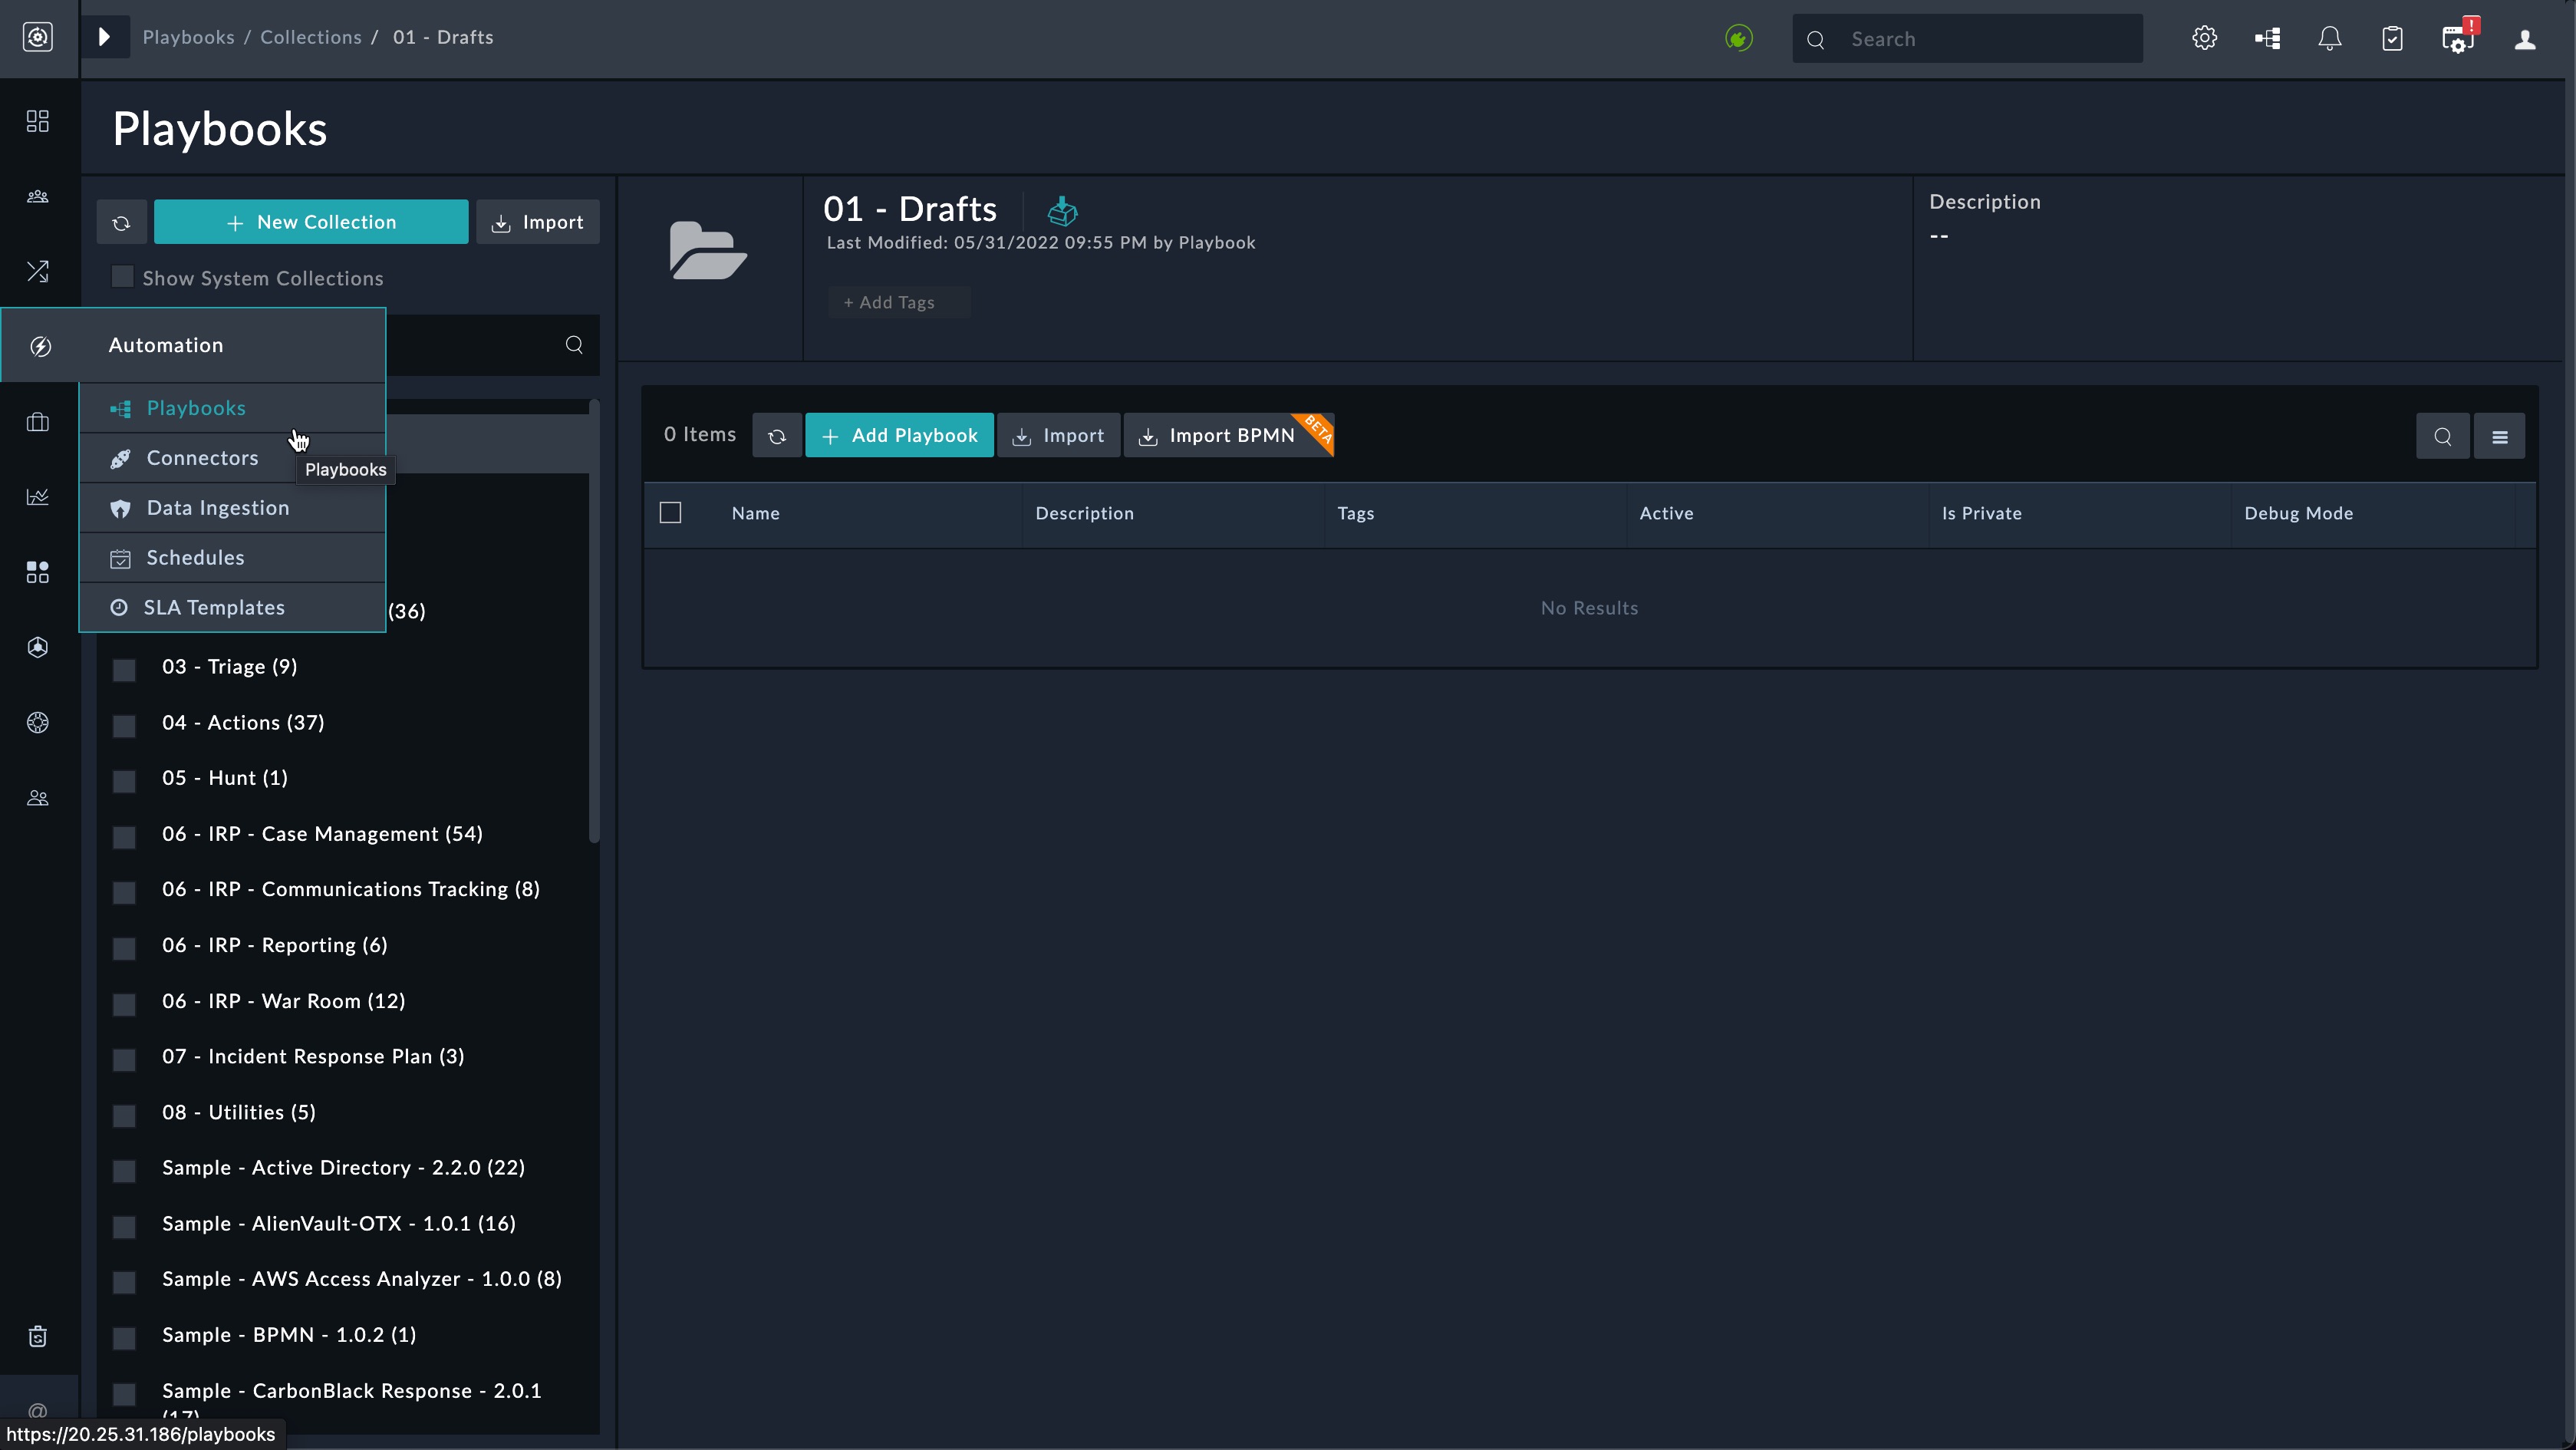 Playbooks / Collections / 01 - Drafts
Search
!
Playbooks
+ New Collection
Import
Show System Collections
Automation
Playbooks
Connectors
Playbooks
Data Ingestion
Schedules
SLA Templates
(36)
03 - Triage (9)
04 - Actions (37)
05 - Hunt (1)
06 - IRP - Case Management (54)
06 - IRP - Communications Tracking (8)
06 - IRP - Reporting (6)
06 - IRP - War Room (12)
07 - Incident Response Plan (3)
08 - Utilities (5)
Sample - Active Directory - 2.2.0 (22)
Sample - AlienVault-OTX - 1.0.1 (16)
Sample - AWS Access Analyzer - 1.0.0 (8)
Sample - BPMN - 1.0.2 (1)
Sample - CarbonBlack Response - 2.0.1
(17)
@
https://20.25.31.186/playbooks
01 - Drafts
Last Modified: 05/31/2022 09:55 PM by Playbook
+ Add Tags
Description
--
0 Items
+ Add Playbook
Import
Import BPMN
BETA
Name Description Tags Active Is Private Debug Mode
No Results